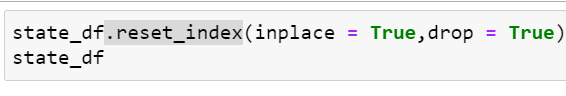 state_df.reset_index(inplace = True,drop = True)
state_df